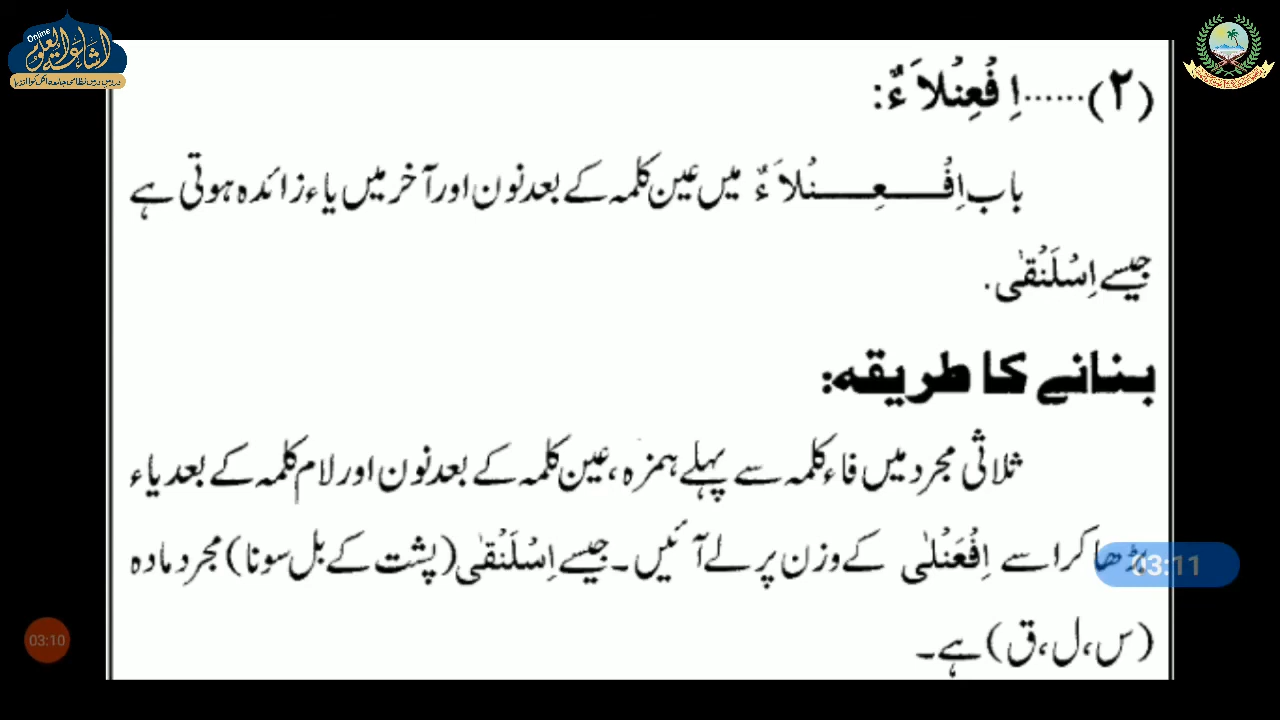 Online
اشاعۃ العلوم
(۲)......اِفْعِنْلاَءٌ:
باب اِفْعِنْلاَءٌ میں عین کلمہ کے بعد نون اور آخر میں یاء زائدہ ہوتی ہے
جیسے اِسْلَنْقٰی.
بنانے کا طریقہ:
ثلاثی مجرد میں فاء کلمہ سے پہلے ہمزہ، عین کلمہ کے بعد نون اور لام کلمہ کے بعد یاء
بڑھا کر اسے اِفْعَنْلٰی کے وزن پر لے آئیں۔ جیسے اِسْلَنْقٰی (پشت کے بل سونا) مجرد مادہ
03:11
(س، ل، ق) ہے۔
03:10